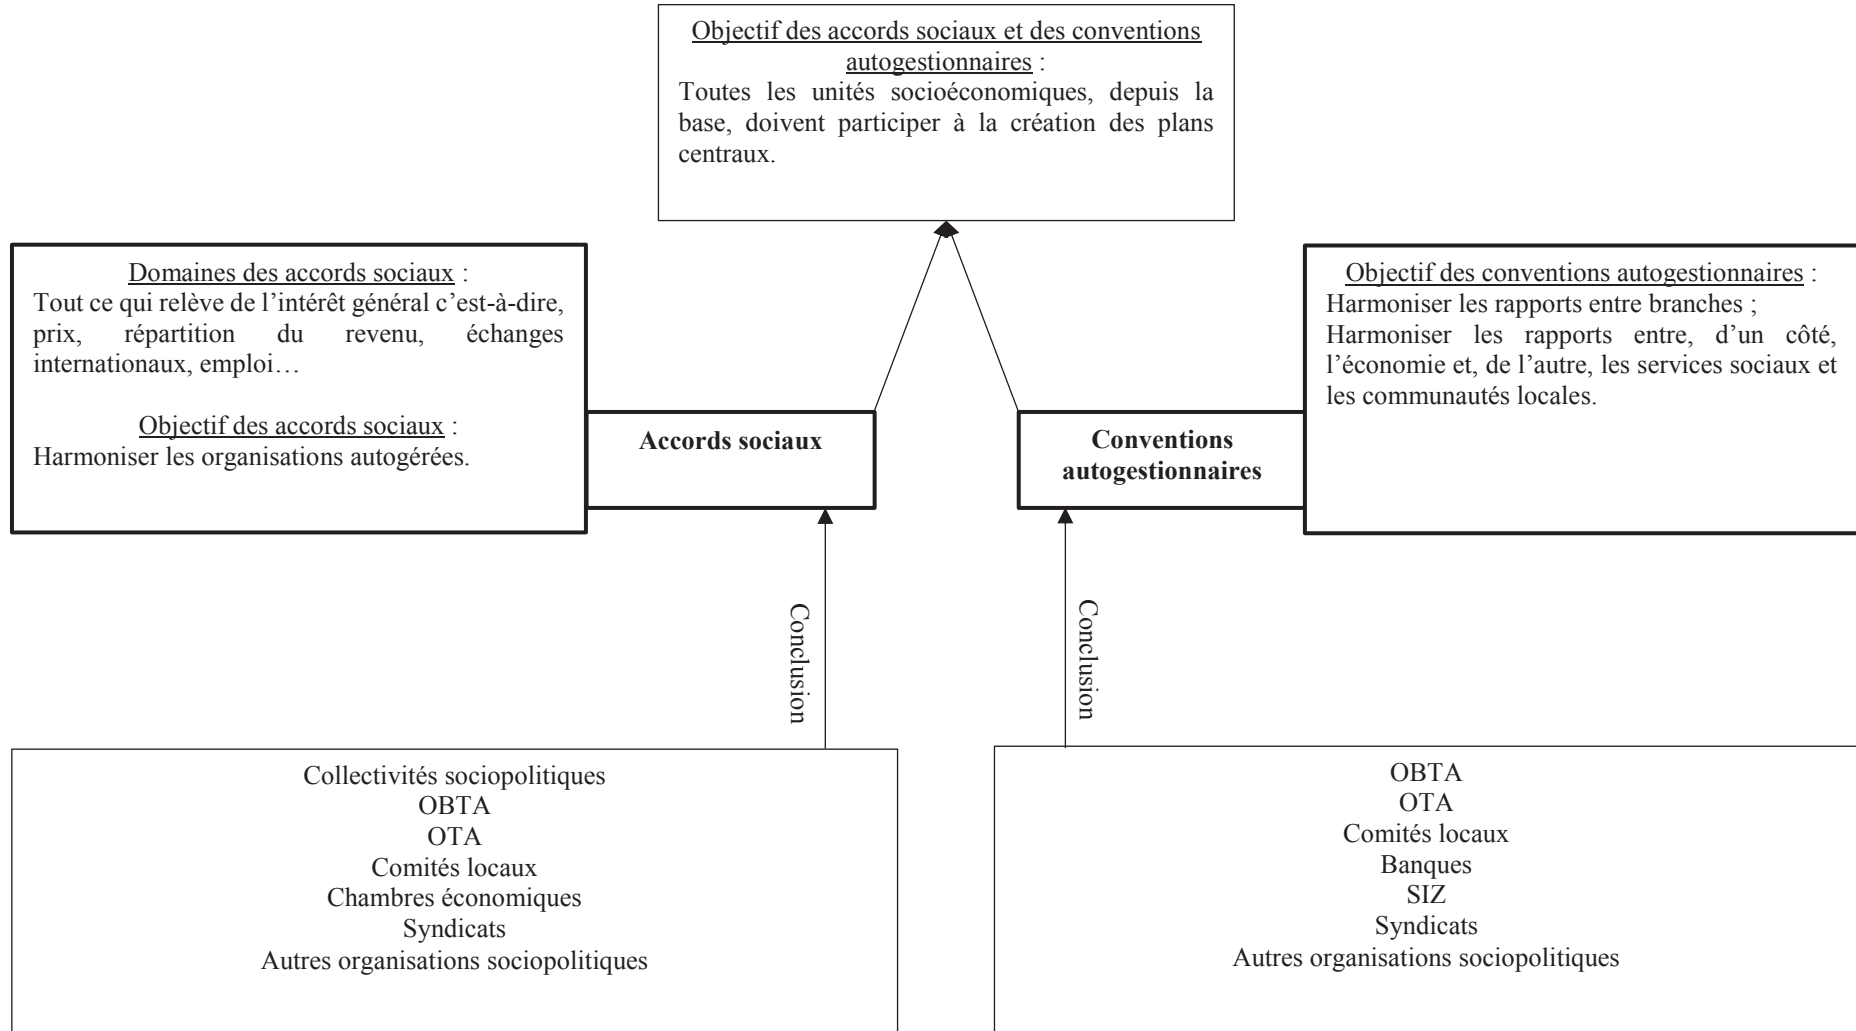 Objectif des accords sociaux et des conventions
autogestionnaires :
Toutes les unités socioéconomiques, depuis la
base, doivent participer à la création des plans
centraux.
Domaines des accords sociaux :
Tout ce qui relève de l’intérêt général c’est-à-dire,
prix, répartition du revenu, échanges
internationaux, emploi…
Objectif des accords sociaux :
Harmoniser les organisations autogérées.
Accords sociaux
Conventions
autogestionnaires
Objectif des conventions autogestionnaires :
Harmoniser les rapports entre branches ;
Harmoniser les rapports entre, d’un côté,
l’économie et, de l’autre, les services sociaux et
les communautés locales.
Conclusion
Conclusion
Collectivités sociopolitiques
OBTA
OTA
Comités locaux
Chambres économiques
Syndicats
Autres organisations sociopolitiques
OBTA
OTA
Comités locaux
Banques
SIZ
Syndicats
Autres organisations sociopolitiques